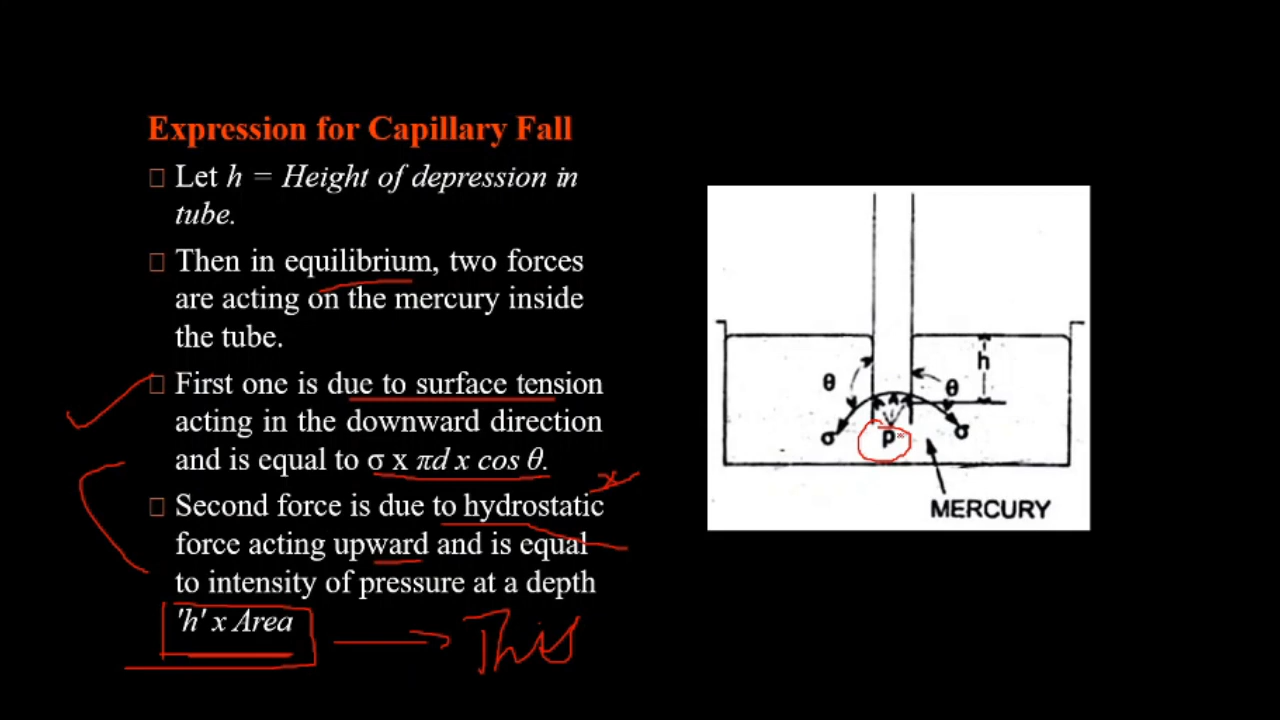 Expression for Capillary Fall
Let h = Height of depression in
tube.
Then in equilibrium, two forces
are acting on the mercury inside
the tube.
First one is due to surface tension
acting in the downward direction
and is equal to σ x πd x cos θ.
Second force is due to hydrostatic
force acting upward and is equal
to intensity of pressure at a depth
'h' x Area
This
h
θ
θ
σ
p
σ
MERCURY